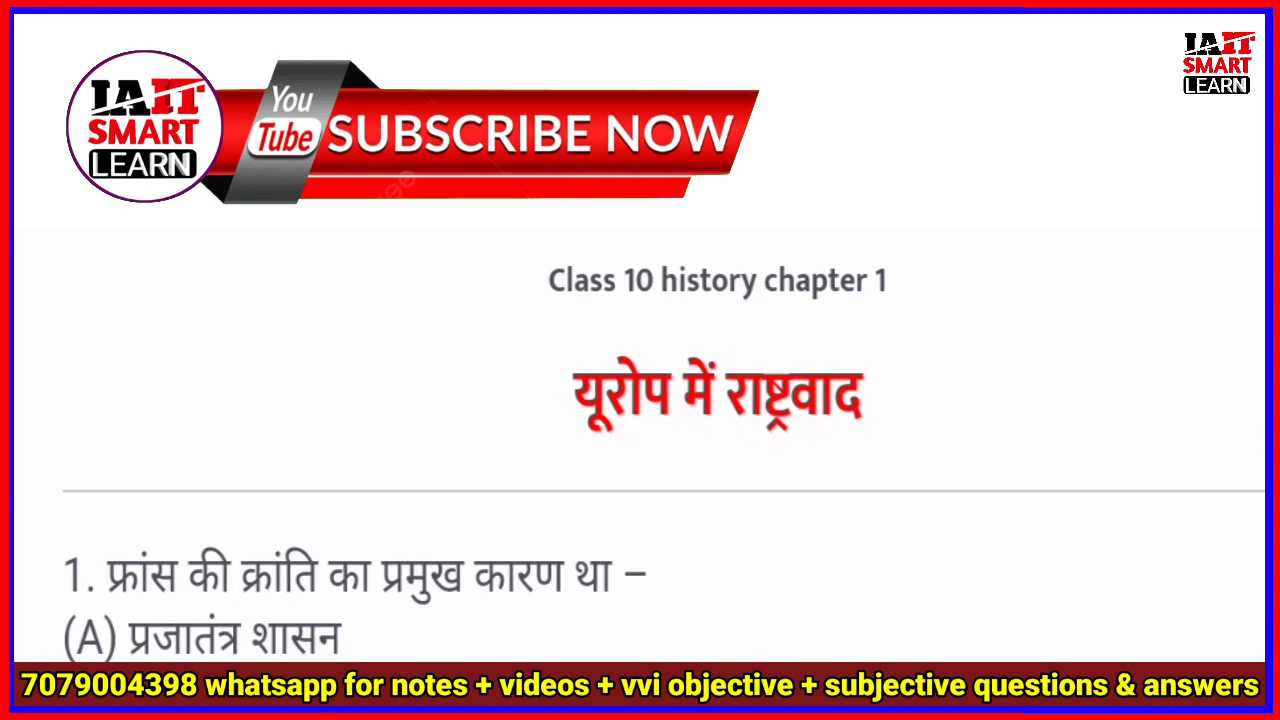 IAIT
SMART
LEARN
You
Tube
SUBSCRIBE NOW
IAIT
SMART
LEARN
Class 10 history chapter 1
यूरोप में राष्ट्रवाद
1. फ्रांस की क्रांति का प्रमुख कारण था –
(A) प्रजातंत्र शासन
7079004398 whatsapp for notes + videos + vvi objective + subjective questions & answers